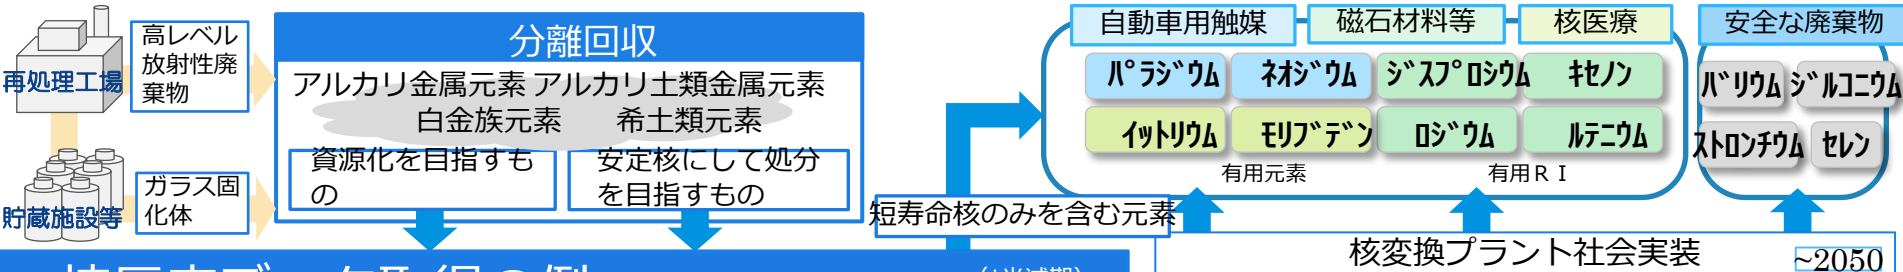 再処理工場
高レベル
放射性廃
棄物
貯蔵施設等
ガラス固
化体
分離回収
アルカリ金属元素 アルカリ土類金属元素
白金族元素 希土類元素
資源化を目指すも
の
安定核にして処分
を目指すもの
短寿命核のみを含む元素
自動車用触媒
磁石材料等
核医療
ﾊﾟﾗｼﾞｳﾑ ﾈｵｼﾞｳﾑ ｼﾞｽﾌﾟﾛｼｳﾑ ｷｾﾉﾝ
ｲｯﾄﾘｳﾑ ﾓﾘﾌﾞﾃﾞﾝ ﾛｼﾞｳﾑ ﾙﾃﾆｳﾑ
有用元素 有用ＲＩ
安全な廃棄物
ﾊﾞﾘｳﾑ ｼﾞﾙｺﾆｳﾑ
ｽﾄﾛﾝﾁｳﾑ ｾﾚﾝ
核変換プラント社会実装
~2050